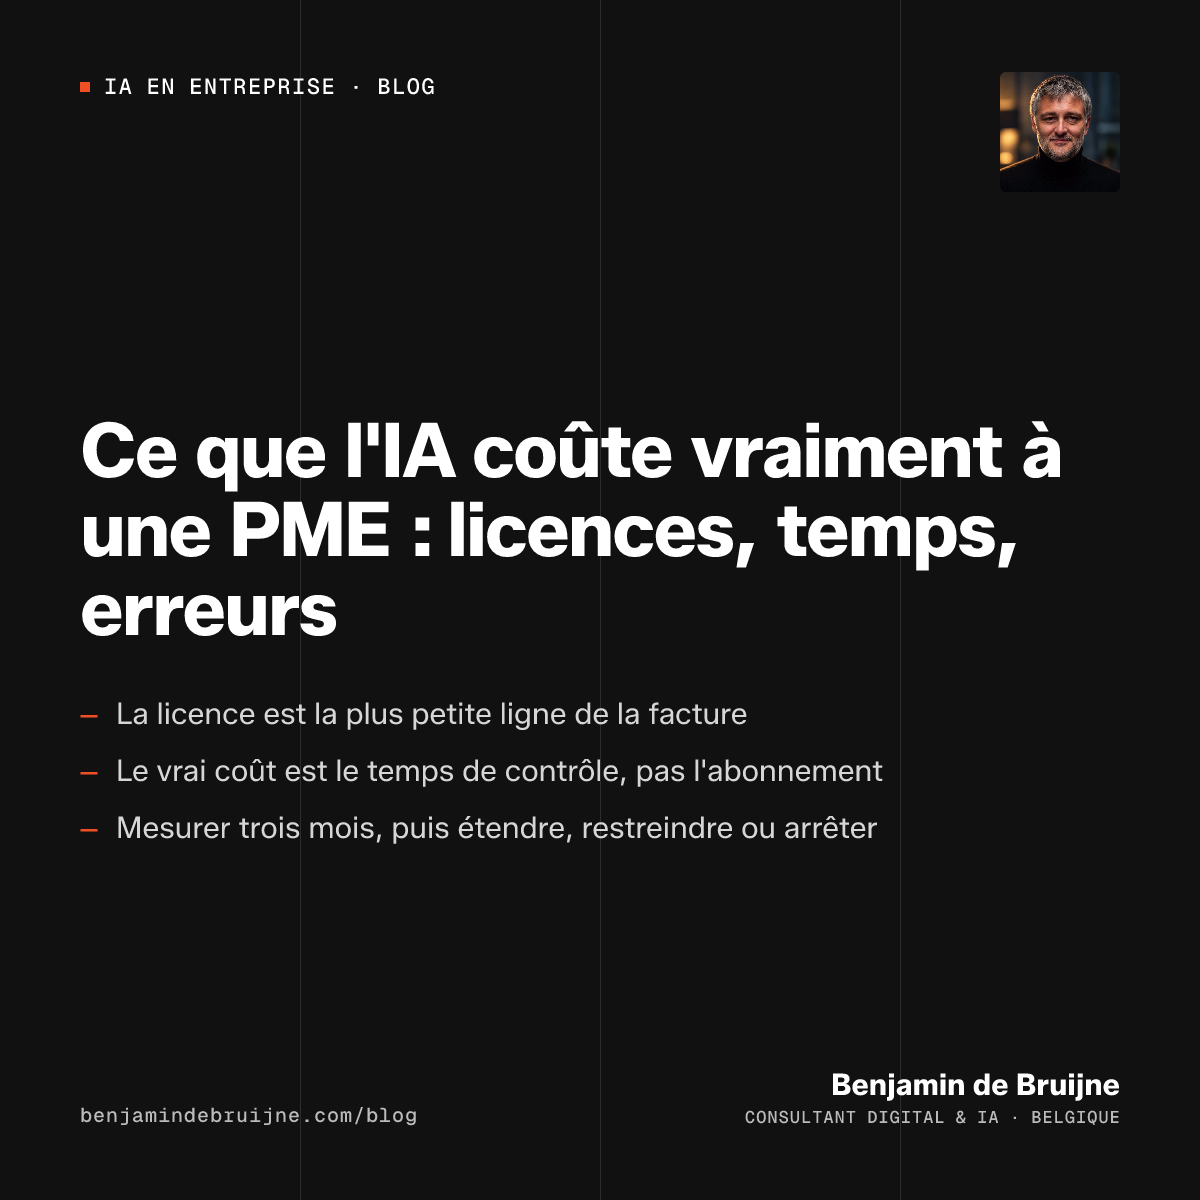 IA EN ENTREPRISE · BLOG
Ce que l'IA coûte vraiment à
une PME : licences, temps,
erreurs
– La licence est la plus petite ligne de la facture
– Le vrai coût est le temps de contrôle, pas l'abonnement
– Mesurer trois mois, puis étendre, restreindre ou arrêter
benjamindebruijne.com/blog
Benjamin de Bruijne
CONSULTANT DIGITAL & IA · BELGIQUE